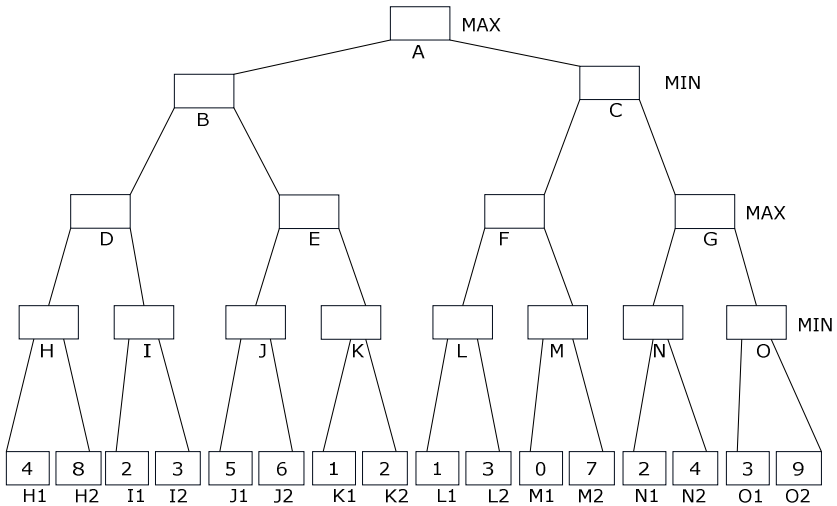 MAX
A
MIN
B
C
MAX
D
E
F
G
MIN
H
I
J
K
L
M
N
O
4 8 2 3 5 6 1 2 1 3 0 7 2 4 3 9
H1 H2 I1 I2 J1 J2 K1 K2 L1 L2 M1 M2 N1 N2 O1 O2